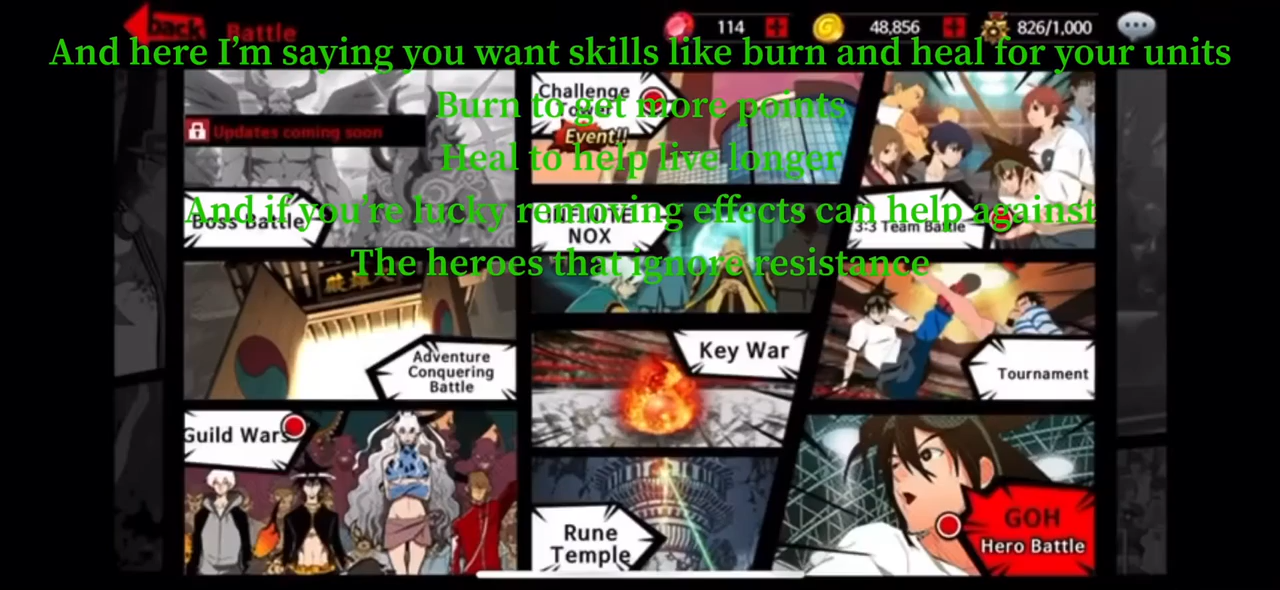 back Battle 114 48,856 826/1,000
And here I'm saying you want skills like burn and heal for your units
Burn to get more points
Heal to help live longer
And if you're lucky removing effects can help against
The heroes that ignore resistance
Updates coming soon
Boss Battle
Challenge
Tower
Event!!
INFINITE
NOX
3:3 Team Battle
Adventure
Conquering
Battle
Key War
Tournament
Guild Wars
Rune
Temple
GOH
Hero Battle